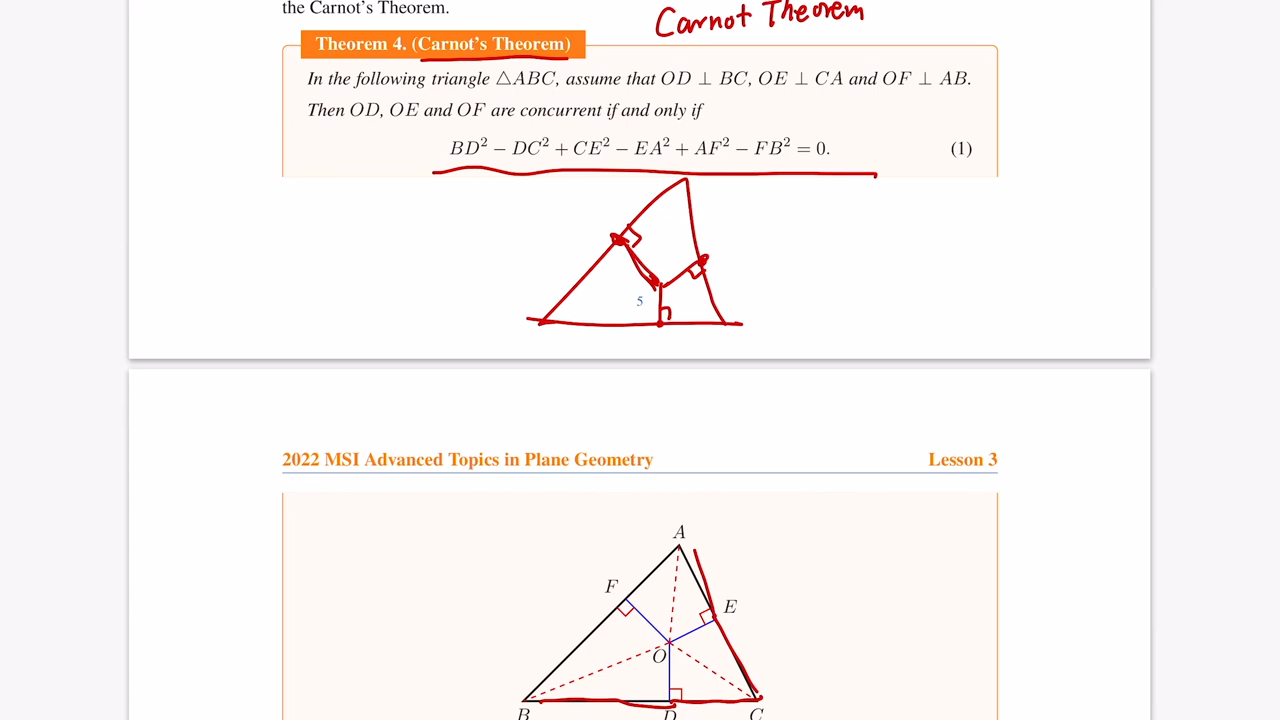 the Carnot's Theorem.
Carnot Theorem
Theorem 4. (Carnot's Theorem)
In the following triangle △ABC, assume that OD ⊥ BC, OE ⊥ CA and OF ⊥ AB.
Then OD, OE and OF are concurrent if and only if
BD² − DC² + CE² − EA² + AF² − FB² = 0. (1)
5
2022 MSI Advanced Topics in Plane Geometry Lesson 3
A
F
E
O
B D C